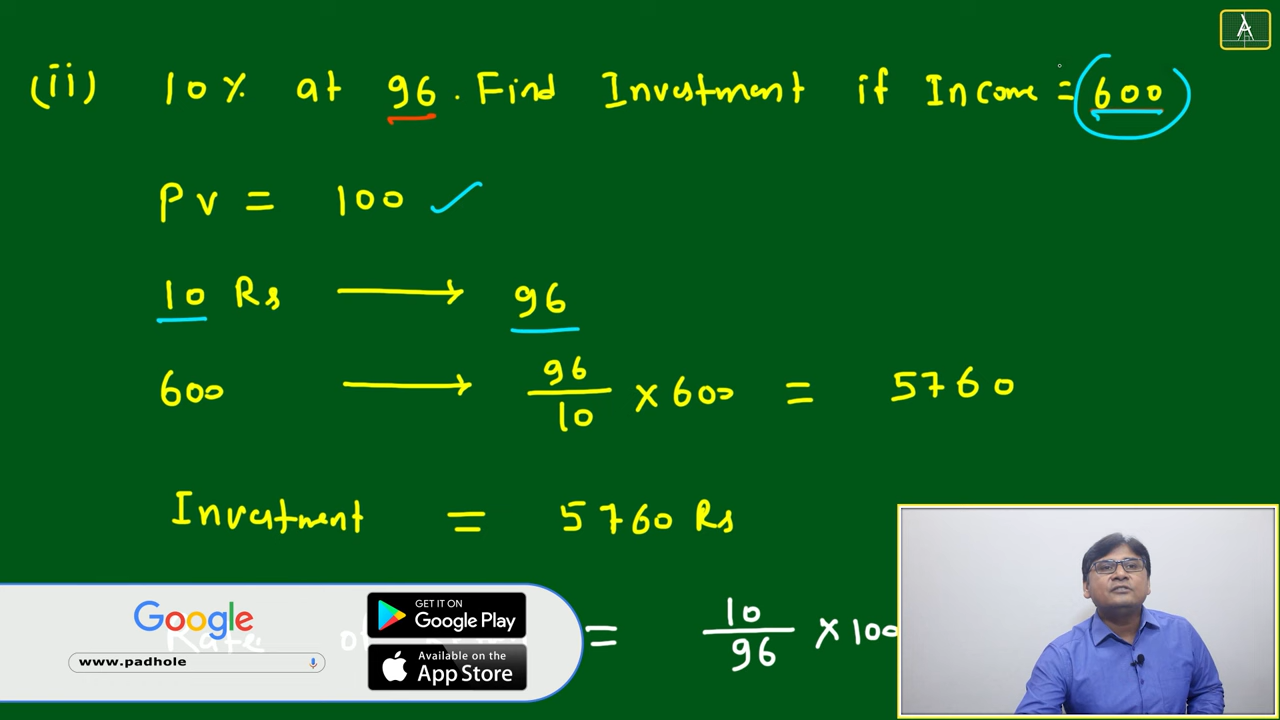 (ii) 10% at 96. Find Investment if Income = 600
PV = 100
10 Rs → 96
600 → 96/10 × 600 = 5760
Investment = 5760 Rs
Rate of = 10/96 × 100
Google
www.padhole
GET IT ON
Google Play
Available on the
App Store
A